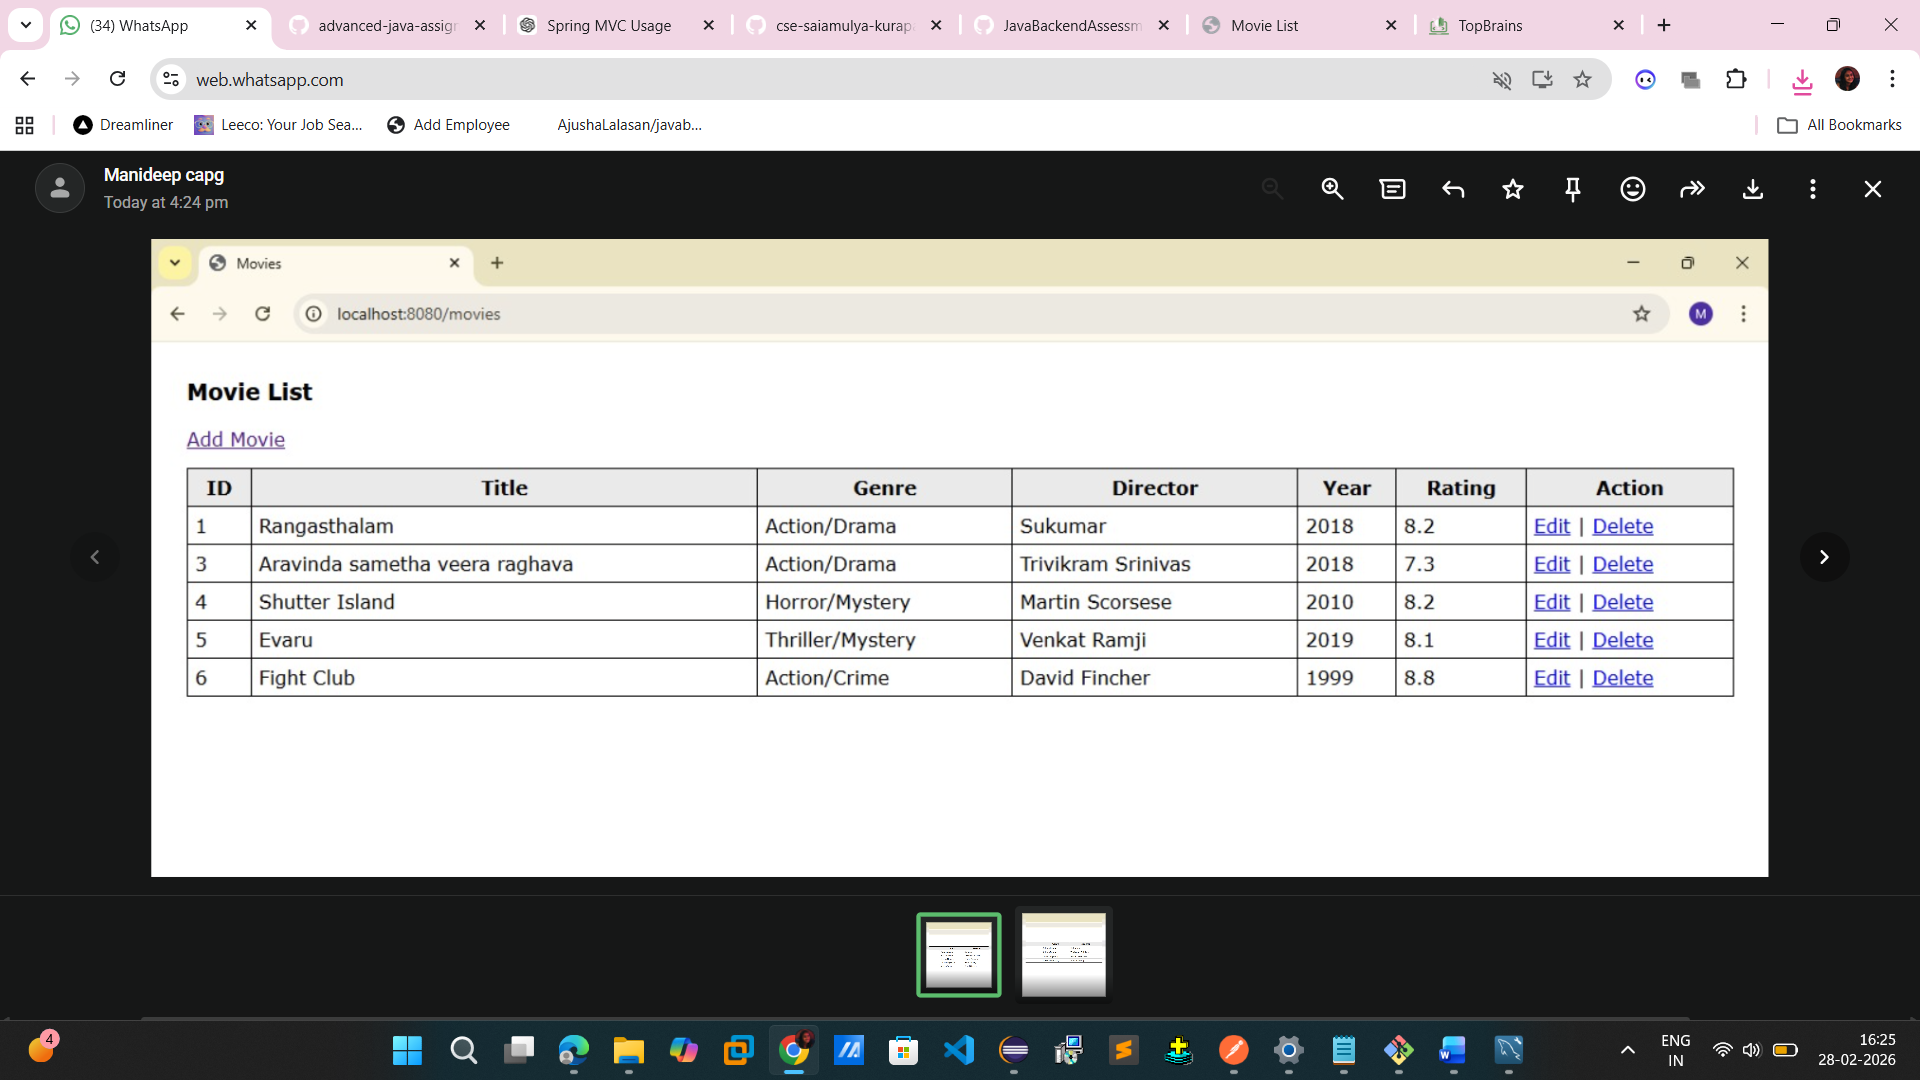 (34) WhatsApp
advanced-java-assign
Spring MVC Usage
cse-saiamulya-kurapa
JavaBackendAssessm
Movie List
TopBrains
web.whatsapp.com
Dreamliner
Leeco: Your Job Sea...
Add Employee
AjushaLalasan/javab...
All Bookmarks
Manideep capg
Today at 4:24 pm
Movies
localhost:8080/movies
M
Movie List
Add Movie
ID Title Genre Director Year Rating Action
1 Rangasthalam Action/Drama Sukumar 2018 8.2 Edit | Delete
3 Aravinda sametha veera raghava Action/Drama Trivikram Srinivas 2018 7.3 Edit | Delete
4 Shutter Island Horror/Mystery Martin Scorsese 2010 8.2 Edit | Delete
5 Evaru Thriller/Mystery Venkat Ramji 2019 8.1 Edit | Delete
6 Fight Club Action/Crime David Fincher 1999 8.8 Edit | Delete
4
ENG
IN
16:25
28-02-2026